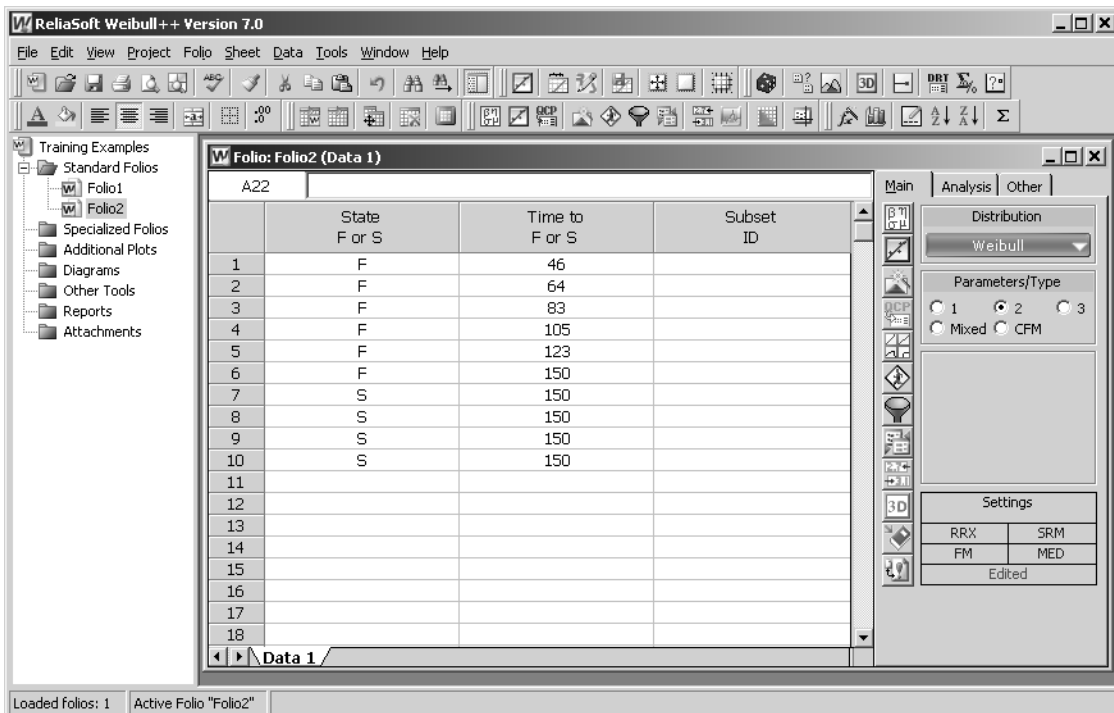 ReliaSoft Weibull++ Version 7.0
File Edit View Project Folio Sheet Data Tools Window Help
Training Examples
Standard Folios
Folio1
Folio2
Specialized Folios
Additional Plots
Diagrams
Other Tools
Reports
Attachments
Folio: Folio2 (Data 1)
A22
State F or S Time to F or S Subset ID
1 F 46
2 F 64
3 F 83
4 F 105
5 F 123
6 F 150
7 S 150
8 S 150
9 S 150
10 S 150
11
12
13
14
15
16
17
18
Data 1
Main Analysis Other
Distribution
Weibull
Parameters/Type
1 2 3
Mixed CFM
QCP
3D
Settings
RRX SRM
FM MED
Edited
Loaded folios: 1 Active Folio "Folio2"